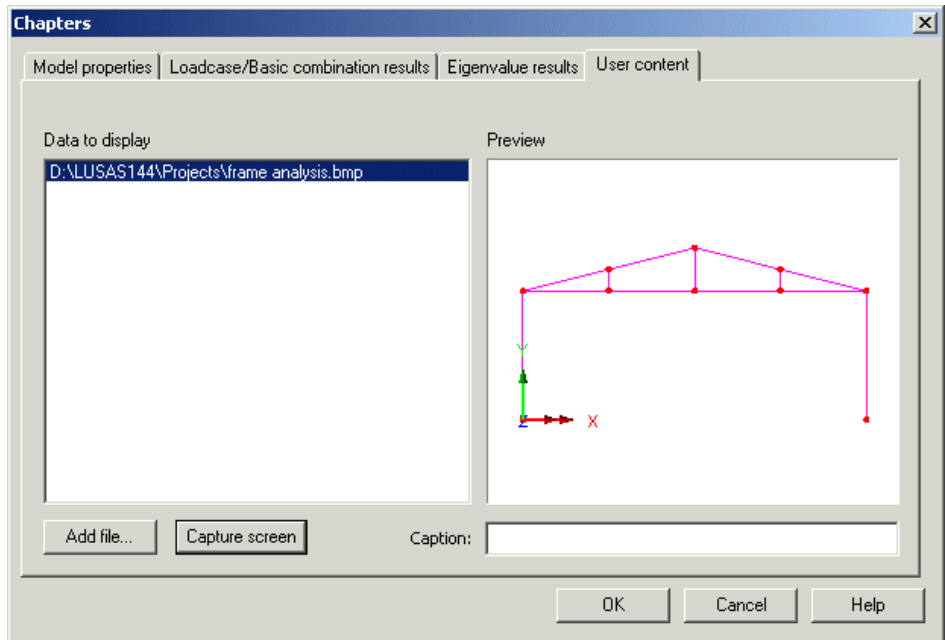 Chapters
Model properties Loadcase/Basic combination results Eigenvalue results User content
Data to display
Preview
D:\LUSAS144\Projects\frame analysis.bmp
Y
Z
X
Add file... Capture screen Caption:
OK Cancel Help